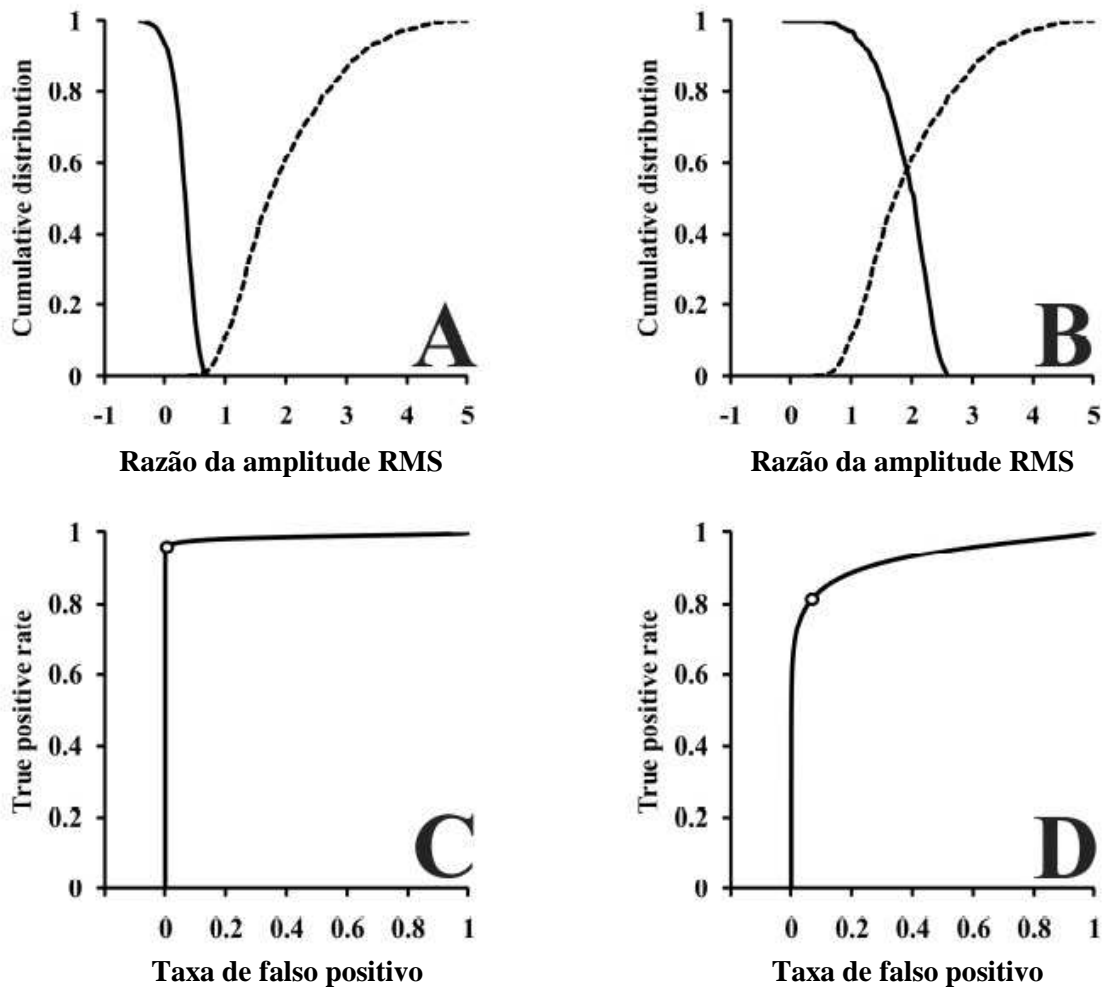 Cumulative distribution
1
0.8
0.6
0.4
0.2
0
-1 0 1 2 3 4 5
A
Razão da amplitude RMS
Cumulative distribution
1
0.8
0.6
0.4
0.2
0
-1 0 1 2 3 4 5
B
Razão da amplitude RMS
True positive rate
1
0.8
0.6
0.4
0.2
0
0 0.2 0.4 0.6 0.8 1
C
Taxa de falso positivo
True positive rate
1
0.8
0.6
0.4
0.2
0
0 0.2 0.4 0.6 0.8 1
D
Taxa de falso positivo